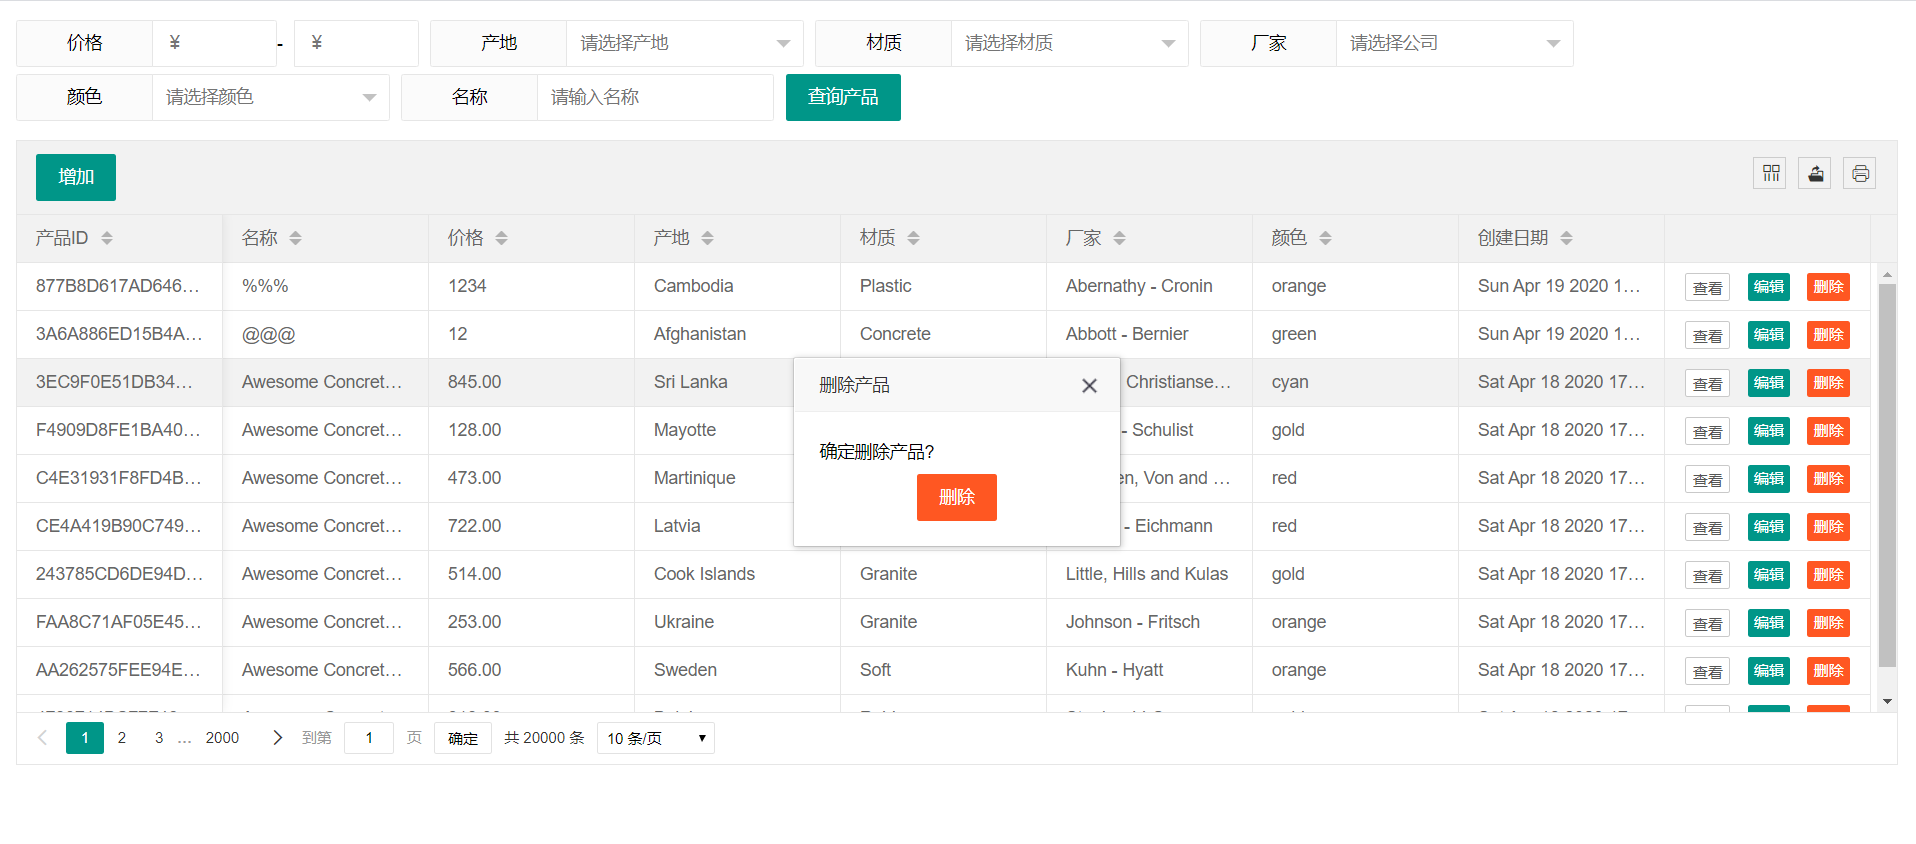 价格 ¥ - ¥ 产地 请选择产地 材质 请选择材质 厂家 请选择公司
颜色 请选择颜色 名称 请输入名称 查询产品
增加
产品ID 名称 价格 产地 材质 厂家 颜色 创建日期
877B8D617AD646... %%% 1234 Cambodia Plastic Abernathy - Cronin orange Sun Apr 19 2020 1... 查看 编辑 删除
3A6A886ED15B4A... @@@ 12 Afghanistan Concrete Abbott - Bernier green Sun Apr 19 2020 1... 查看 编辑 删除
3EC9F0E51DB34... Awesome Concret... 845.00 Sri Lanka Christianse... cyan Sat Apr 18 2020 17... 查看 编辑 删除
F4909D8FE1BA40... Awesome Concret... 128.00 Mayotte - Schulist gold Sat Apr 18 2020 17... 查看 编辑 删除
C4E31931F8FD4B... Awesome Concret... 473.00 Martinique en, Von and ... red Sat Apr 18 2020 17... 查看 编辑 删除
CE4A419B90C749... Awesome Concret... 722.00 Latvia - Eichmann red Sat Apr 18 2020 17... 查看 编辑 删除
243785CD6DE94D... Awesome Concret... 514.00 Cook Islands Granite Little, Hills and Kulas gold Sat Apr 18 2020 17... 查看 编辑 删除
FAA8C71AF05E45... Awesome Concret... 253.00 Ukraine Granite Johnson - Fritsch orange Sat Apr 18 2020 17... 查看 编辑 删除
AA262575FEE94E... Awesome Concret... 566.00 Sweden Soft Kuhn - Hyatt orange Sat Apr 18 2020 17... 查看 编辑 删除
删除产品
确定删除产品?
删除
1 2 3 ... 2000 到第 1 页 确定 共 20000 条 10 条/页